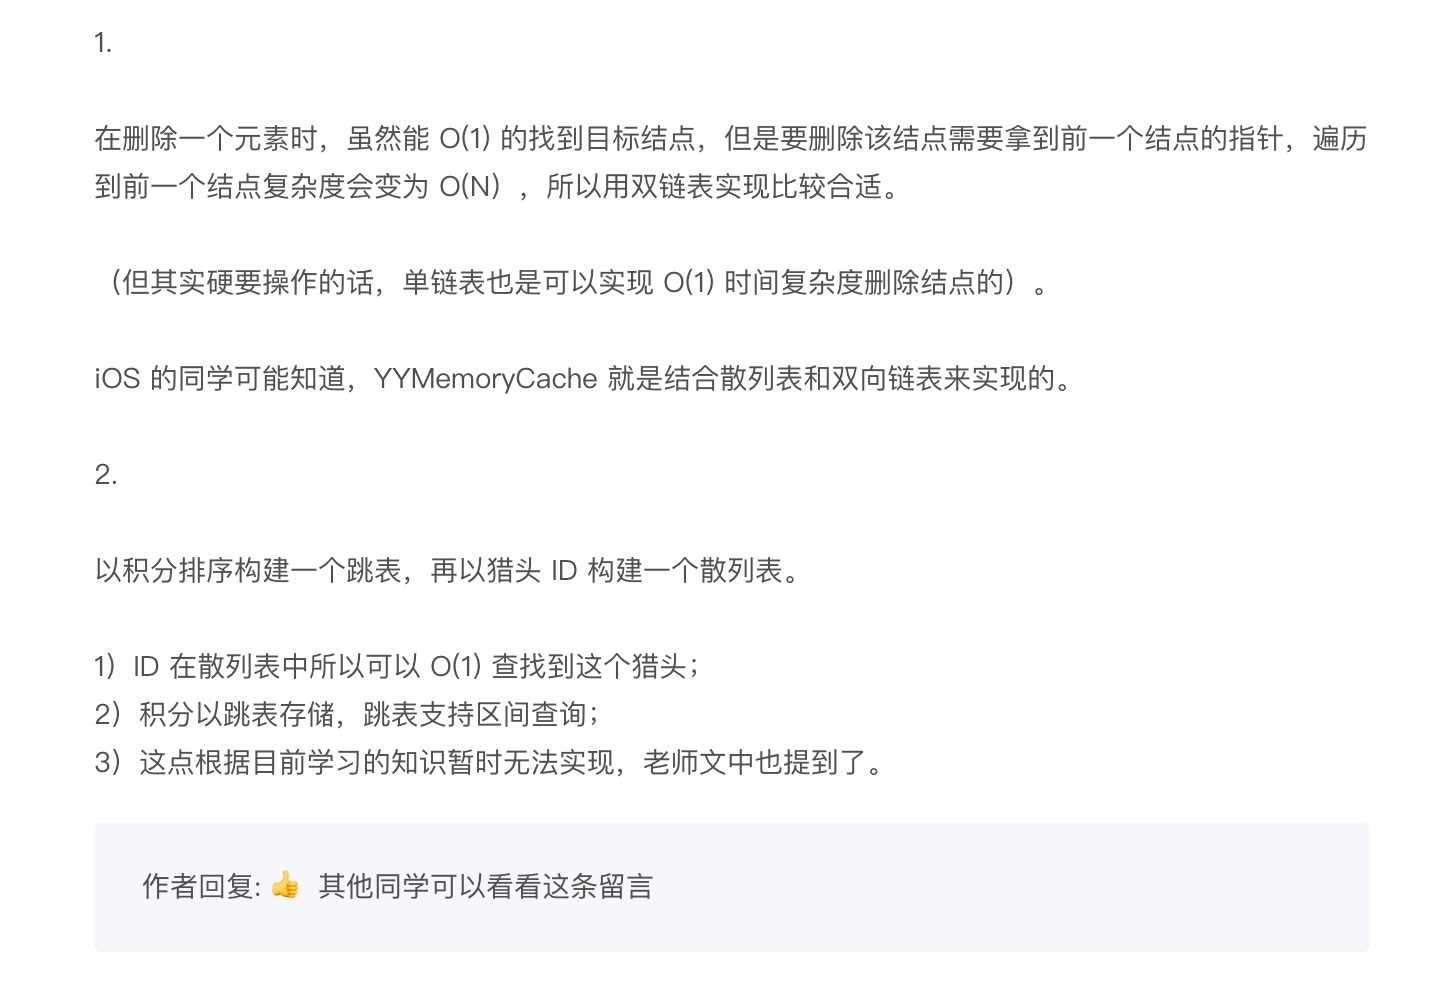 1.
在删除一个元素时，虽然能 O(1) 的找到目标结点，但是要删除该结点需要拿到前一个结点的指针，遍历
到前一个结点复杂度会变为 O(N），所以用双链表实现比较合适。
（但其实硬要操作的话，单链表也是可以实现 O(1) 时间复杂度删除结点的）。
iOS 的同学可能知道，YYMemoryCache 就是结合散列表和双向链表来实现的。
2.
以积分排序构建一个跳表，再以猎头 ID 构建一个散列表。
1）ID 在散列表中所以可以 O(1) 查找到这个猎头；
2）积分以跳表存储，跳表支持区间查询；
3）这点根据目前学习的知识暂时无法实现，老师文中也提到了。
作者回复: 👍 其他同学可以看看这条留言